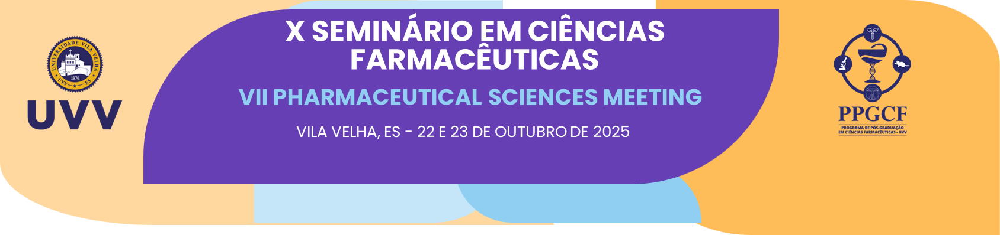 X SEMINÁRIO EM CIÊNCIAS
FARMACÊUTICAS
VII PHARMACEUTICAL SCIENCES MEETING
VILA VELHA, ES - 22 E 23 DE OUTUBRO DE 2025
UNIVERSIDADE VILA VELHA
1976
UVV ★ ES
UVV
PPGCF
PROGRAMA DE PÓS-GRADUAÇÃO
EM CIÊNCIAS FARMACÊUTICAS - UVV